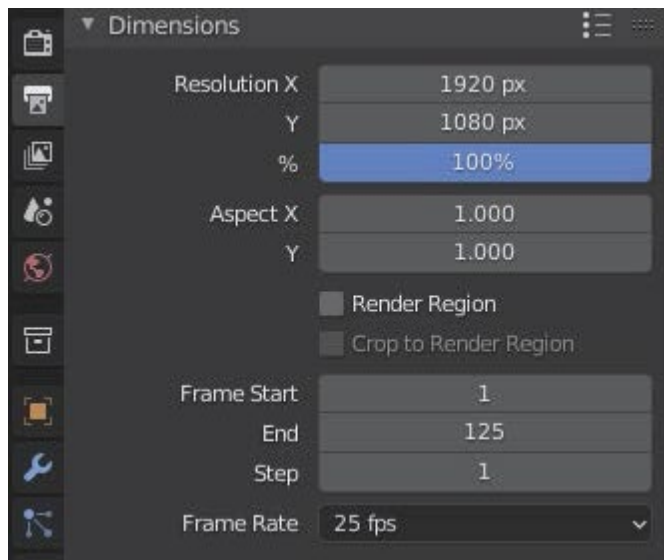 Dimensions
Resolution X 1920 px
Y 1080 px
% 100%
Aspect X 1.000
Y 1.000
Render Region
Crop to Render Region
Frame Start 1
End 125
Step 1
Frame Rate 25 fps